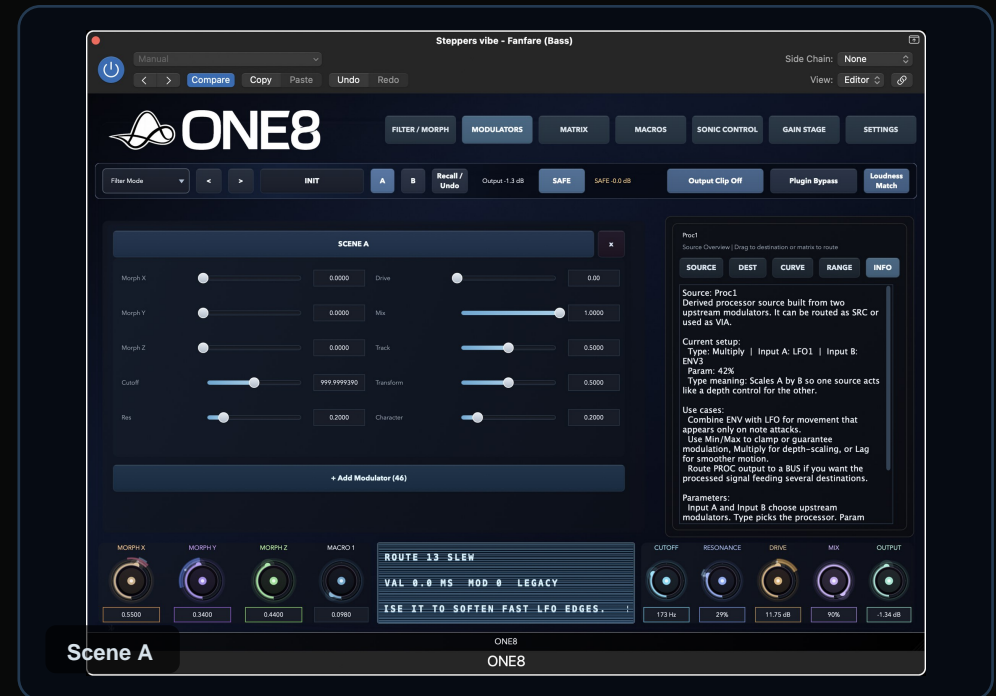 Steppers vibe - Fanfare (Bass)
Manual
Side Chain: None
< > Compare Copy Paste Undo Redo
View: Editor
ONE8
FILTER / MORPH MODULATORS MATRIX MACROS SONIC CONTROL GAIN STAGE SETTINGS
Filter Mode < > INIT A B Recall / Undo Output -1.3 dB SAFE SAFE -0.0 dB Output Clip Off Plugin Bypass Loudness Match
SCENE A x
Morph X 0.0000 Drive 0.00
Morph Y 0.0000 Mix 1.0000
Morph Z 0.0000 Track 0.5000
Cutoff 999.9999390 Transform 0.5000
Res 0.2000 Character 0.2000
+ Add Modulator (46)
Proc1
Source Overview | Drag to destination or matrix to route
SOURCE DEST CURVE RANGE INFO
Source: Proc1
Derived processor source built from two
upstream modulators. It can be routed as SRC or
used as VIA.
Current setup:
Type: Multiply | Input A: LFO1 | Input B:
ENV3
Param: 42%
Type meaning: Scales A by B so one source acts
like a depth control for the other.
Use cases:
Combine ENV with LFO for movement that
appears only on note attacks.
Use Min/Max to clamp or guarantee
modulation, Multiply for depth-scaling, or Lag
for smoother motion.
Route PROC output to a BUS if you want the
processed signal feeding several destinations.
Parameters:
Input A and Input B choose upstream
modulators. Type picks the processor. Param
MORPH X MORPH Y MORPH Z MACRO 1
0.5500 0.3400 0.4400 0.0980
ROUTE 13 SLEW
VAL 0.0 MS MOD 0 LEGACY
ISE IT TO SOFTEN FAST LFO EDGES.
CUTOFF RESONANCE DRIVE MIX OUTPUT
173 Hz 29% 11.75 dB 90% -1.34 dB
ONE8
ONE8
Scene A